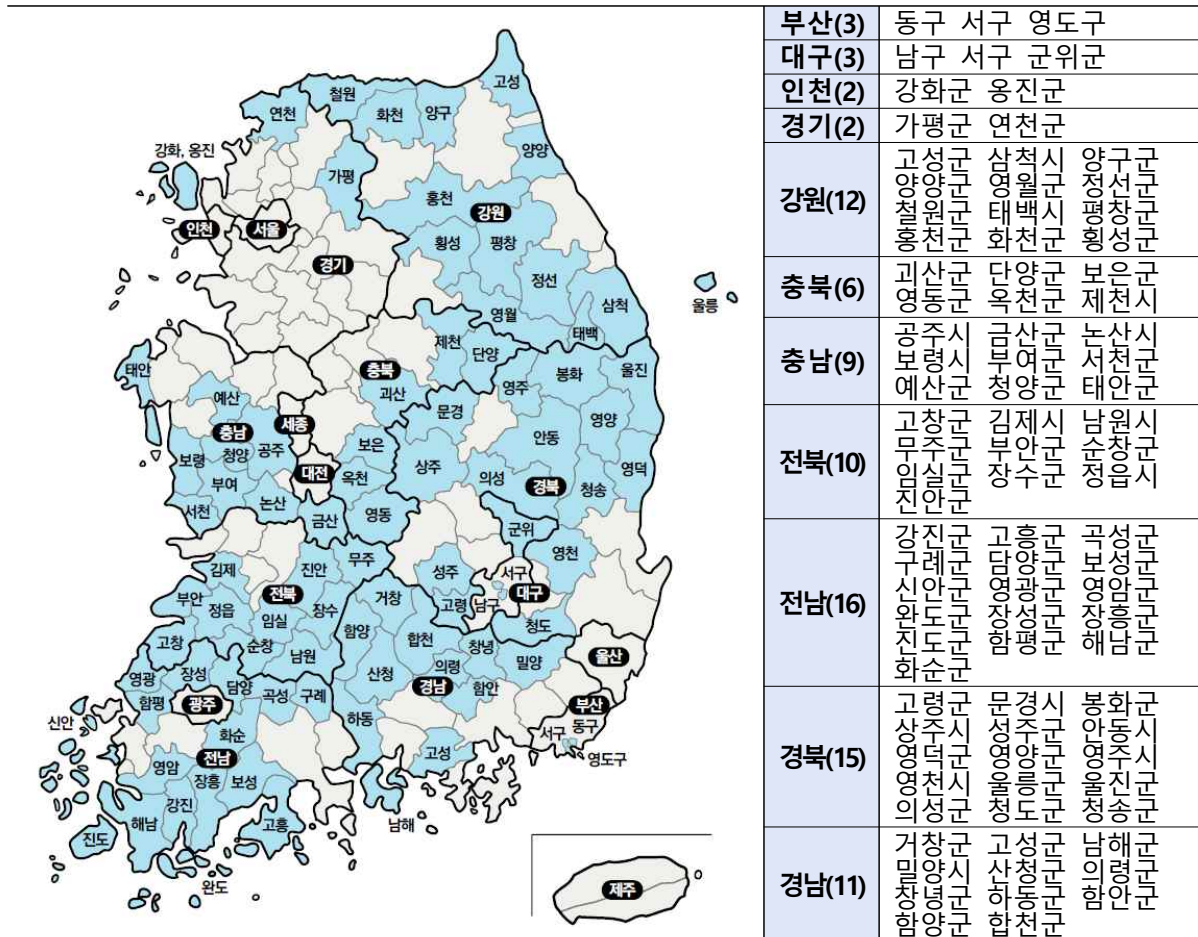 고성
철원
연천
화천
양구
강화, 옹진
양양
가평
홍천
강원
인천
서울
횡성
평창
경기
정선
울릉
삼척
영월
태백
제천
단양
충북
태안
봉화
울진
영주
예산
괴산
문경
세종
영양
충남
안동
보은
보령
청양
공주
대전
상주
의성
영덕
옥천
경북
부여
청송
논산
서천
금산
영동
군위
영천
무주
김제
진안
성주
서구
대구
전북
거창
부안
정읍
장수
고령
남구
임실
청도
함양
합천
창녕
고창
순창
남원
의령
밀양
울산
영광
장성
산청
담양
경남
함안
곡성
구례
함평
광주
부산
신안
하동
동구
화순
서구
전남
고성
영도구
영암
장흥
보성
강진
해남
고흥
남해
진도
완도
제주
부산(3) 동구 서구 영도구
대구(3) 남구 서구 군위군
인천(2) 강화군 옹진군
경기(2) 가평군 연천군
강원(12) 고성군 삼척시 양구군
양양군 영월군 정선군
철원군 태백시 평창군
홍천군 화천군 횡성군
충북(6) 괴산군 단양군 보은군
영동군 옥천군 제천시
충남(9) 공주시 금산군 논산시
보령시 부여군 서천군
예산군 청양군 태안군
전북(10) 고창군 김제시 남원시
무주군 부안군 순창군
임실군 장수군 정읍시
진안군
전남(16) 강진군 고흥군 곡성군
구례군 담양군 보성군
신안군 영광군 영암군
완도군 장성군 장흥군
진도군 함평군 해남군
화순군
경북(15) 고령군 문경시 봉화군
상주시 성주군 안동시
영덕군 영양군 영주시
영천시 울릉군 울진군
의성군 청도군 청송군
경남(11) 거창군 고성군 남해군
밀양시 산청군 의령군
창녕군 하동군 함안군
함양군 합천군